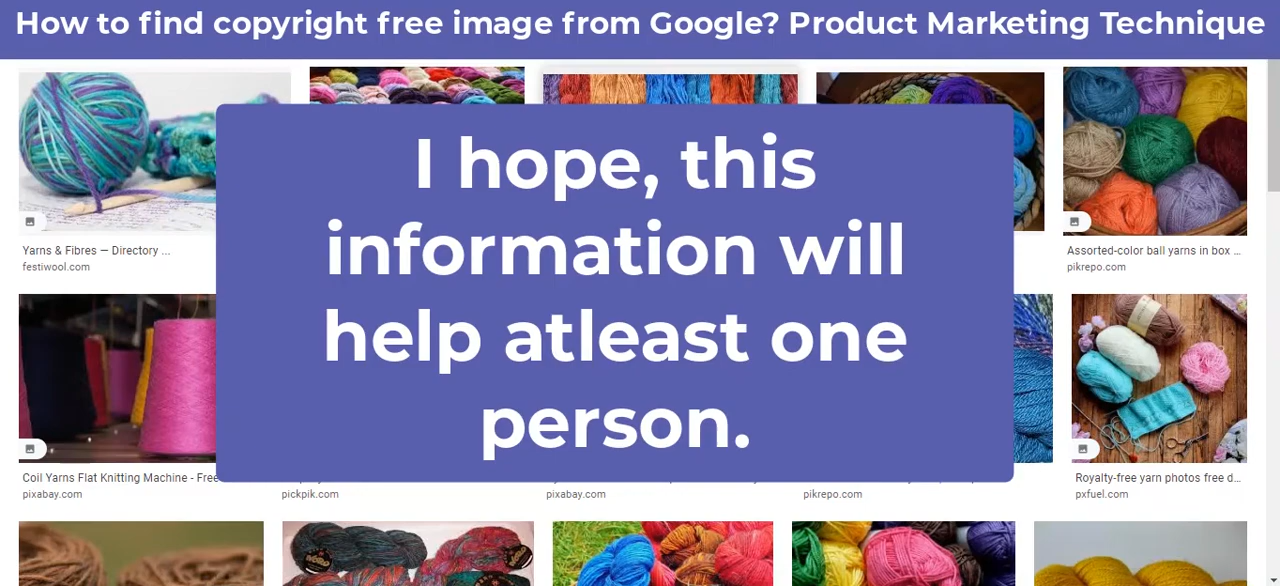 How to find copyright free image from Google? Product Marketing Technique
I hope, this
information will
help atleast one
person.
Yarns & Fibres — Directory ...
festiwool.com
Assorted-color ball yarns in box ...
pikrepo.com
Coil Yarns Flat Knitting Machine - Free
pixabay.com
pickpik.com
pixabay.com
pikrepo.com
Royalty-free yarn photos free d...
pxfuel.com